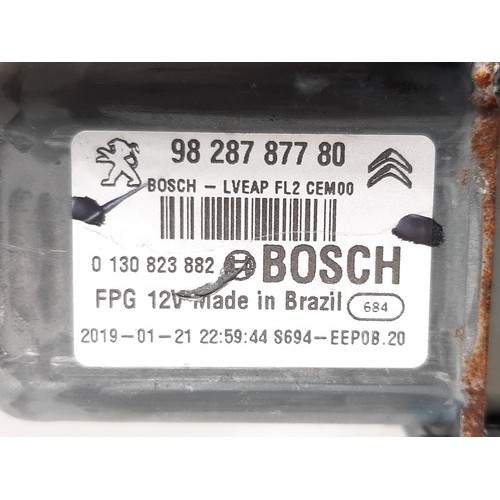 98 287 877 80
BOSCH - LVEAP FL2 CEM00
0 130 823 882 BOSCH
FPG 12V Made in Brazil 684
2019-01-21 22:59:44 S694-EEP0B.20